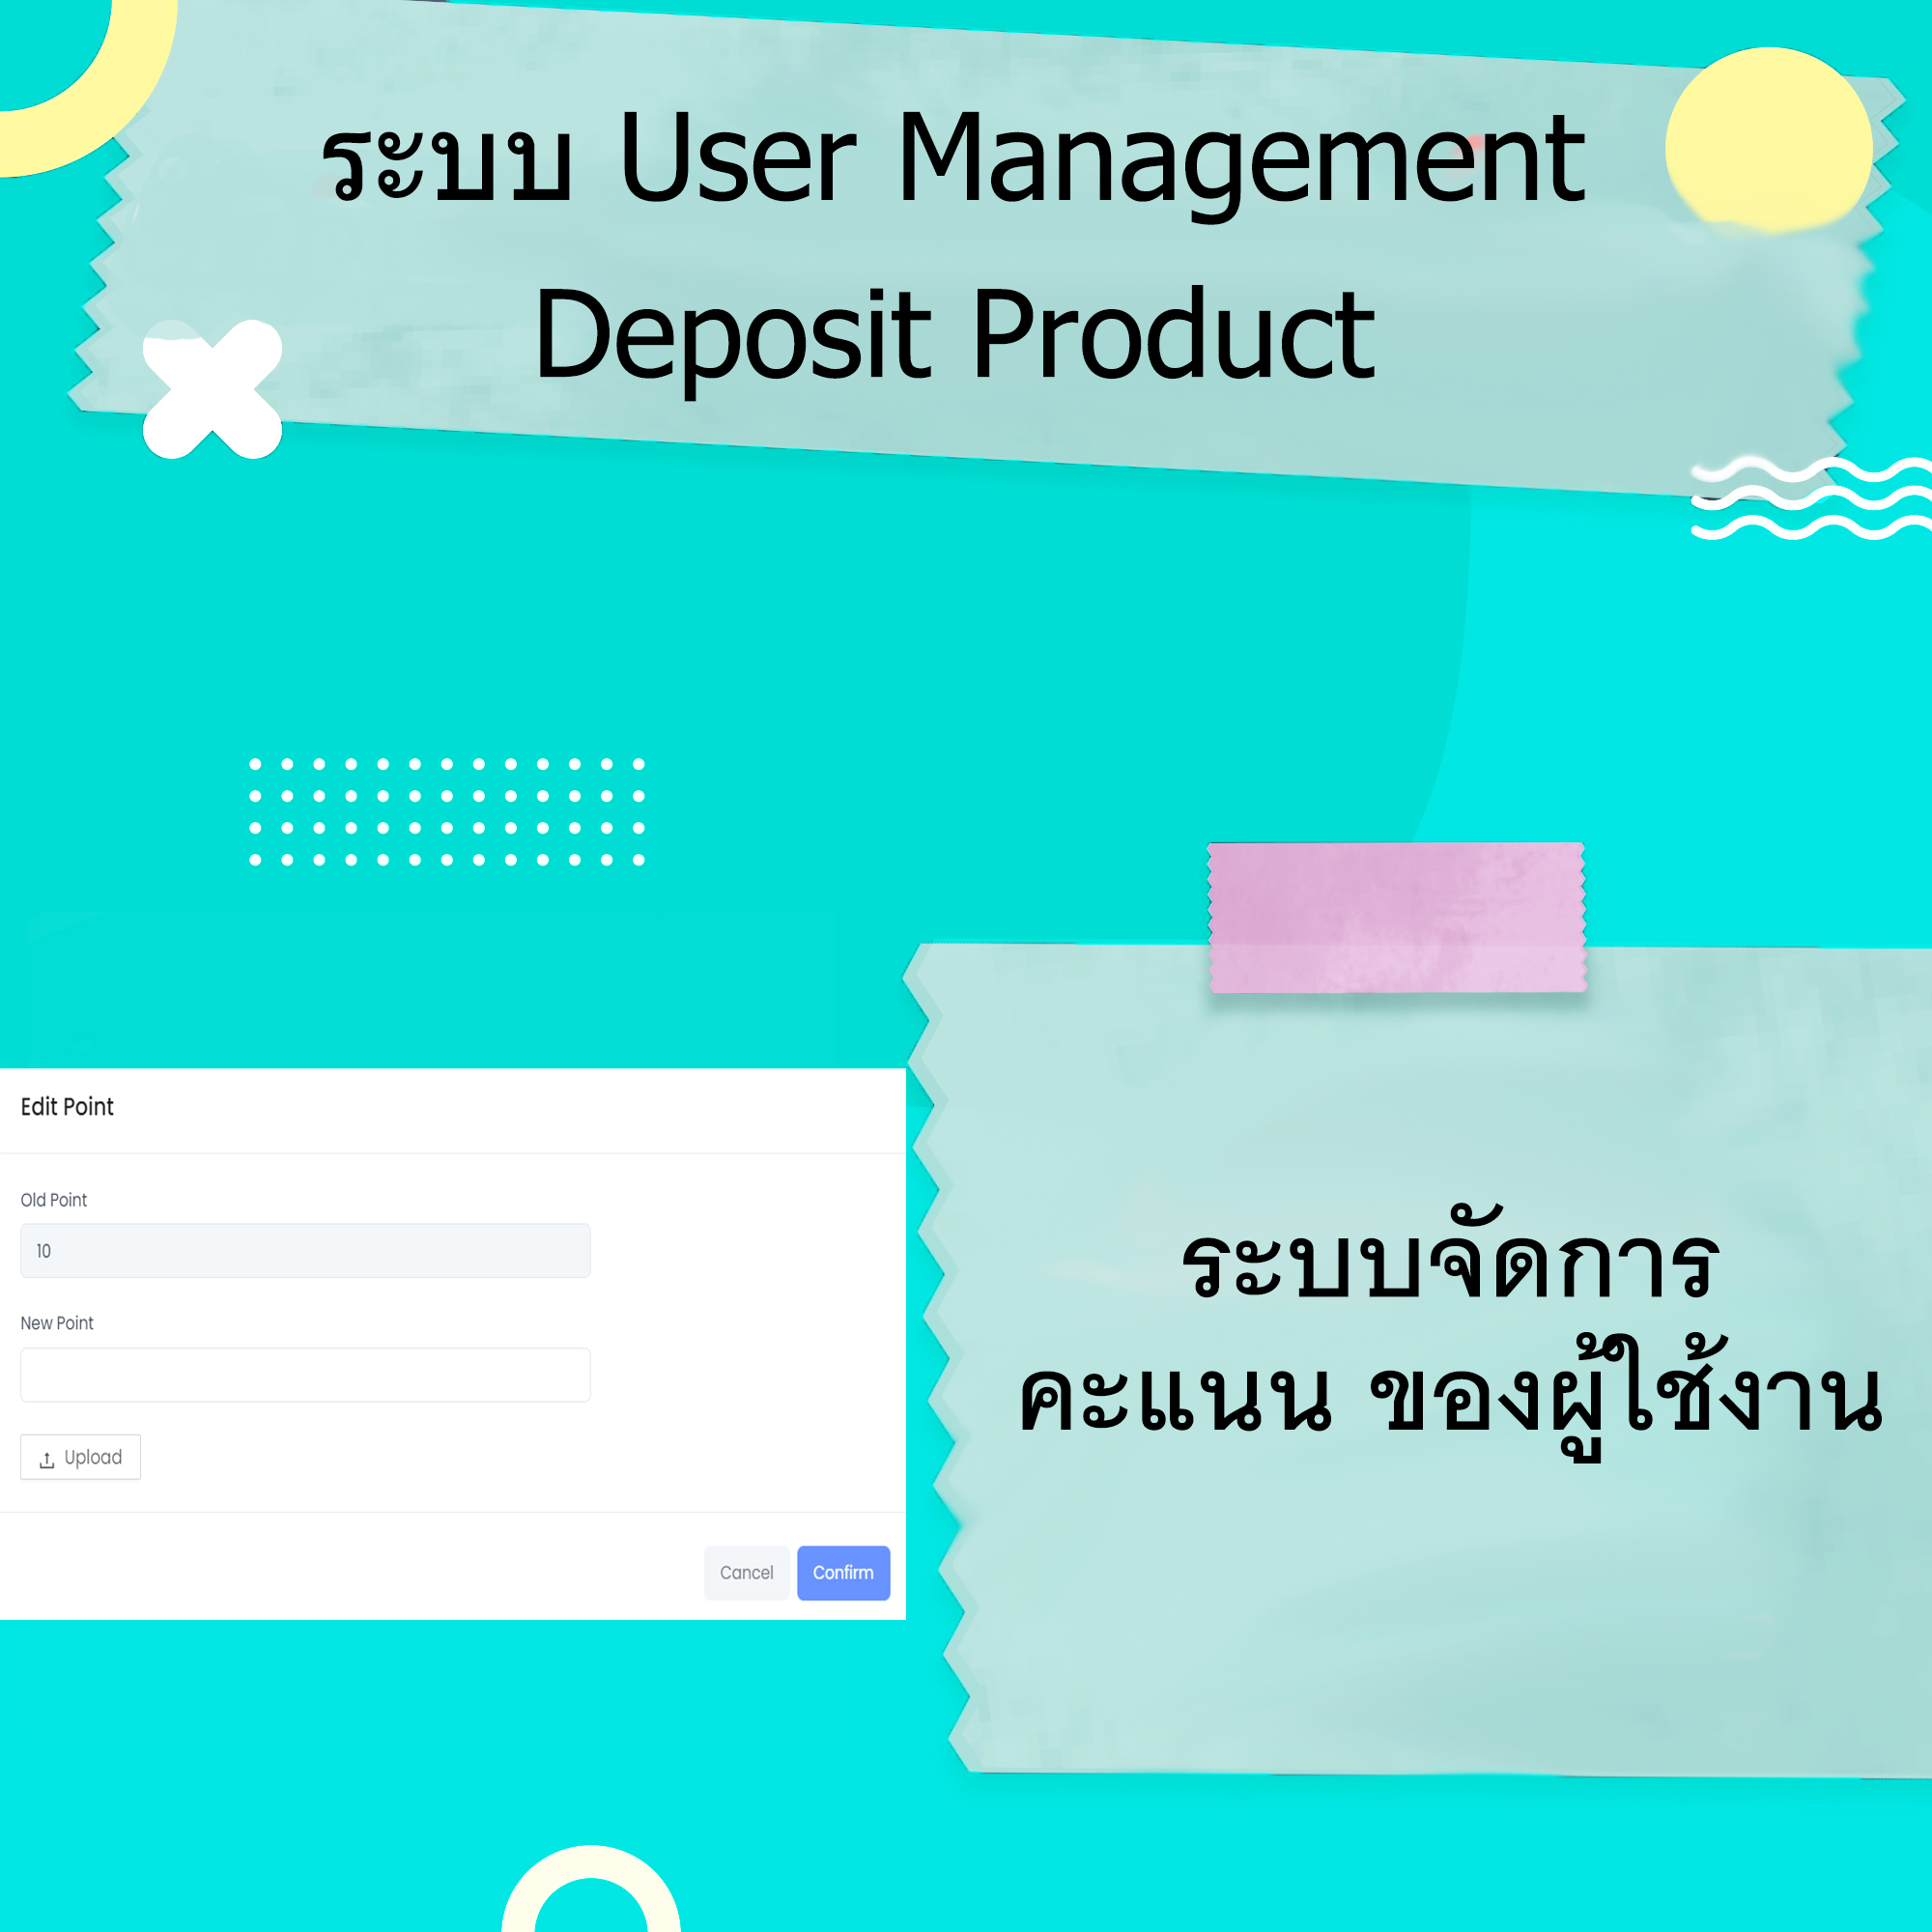 ระบบ User Management
Deposit Product
Edit Point
Old Point
10
New Point
Upload
Cancel
Confirm
ระบบจัดการ
คะแนน ของผู้ใช้งาน